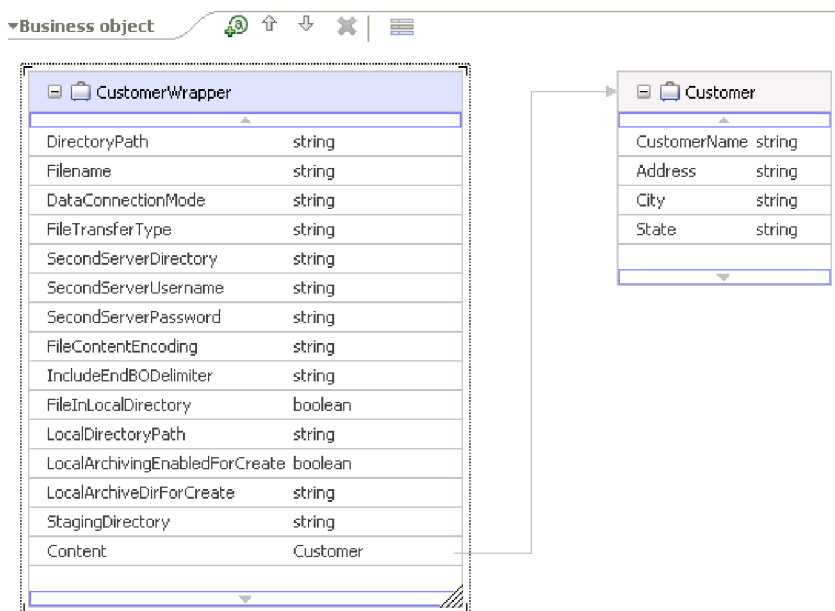 Business object
CustomerWrapper
DirectoryPath string
Filename string
DataConnectionMode string
FileTransferType string
SecondServerDirectory string
SecondServerUsername string
SecondServerPassword string
FileContentEncoding string
IncludeEndBODelimiter string
FileInLocalDirectory boolean
LocalDirectoryPath string
LocalArchivingEnabledForCreate boolean
LocalArchiveDirForCreate string
StagingDirectory string
Content Customer
Customer
CustomerName string
Address string
City string
State string